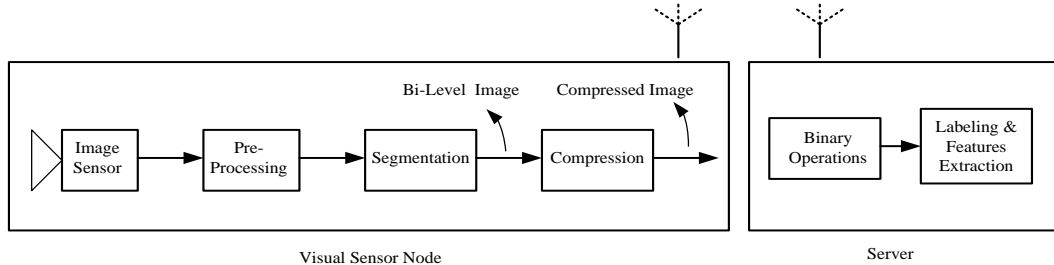 Bi-Level Image
Compressed Image
Image
Sensor
Pre-
Processing
Segmentation
Compression
Binary
Operations
Labeling &
Features
Extraction
Visual Sensor Node
Server